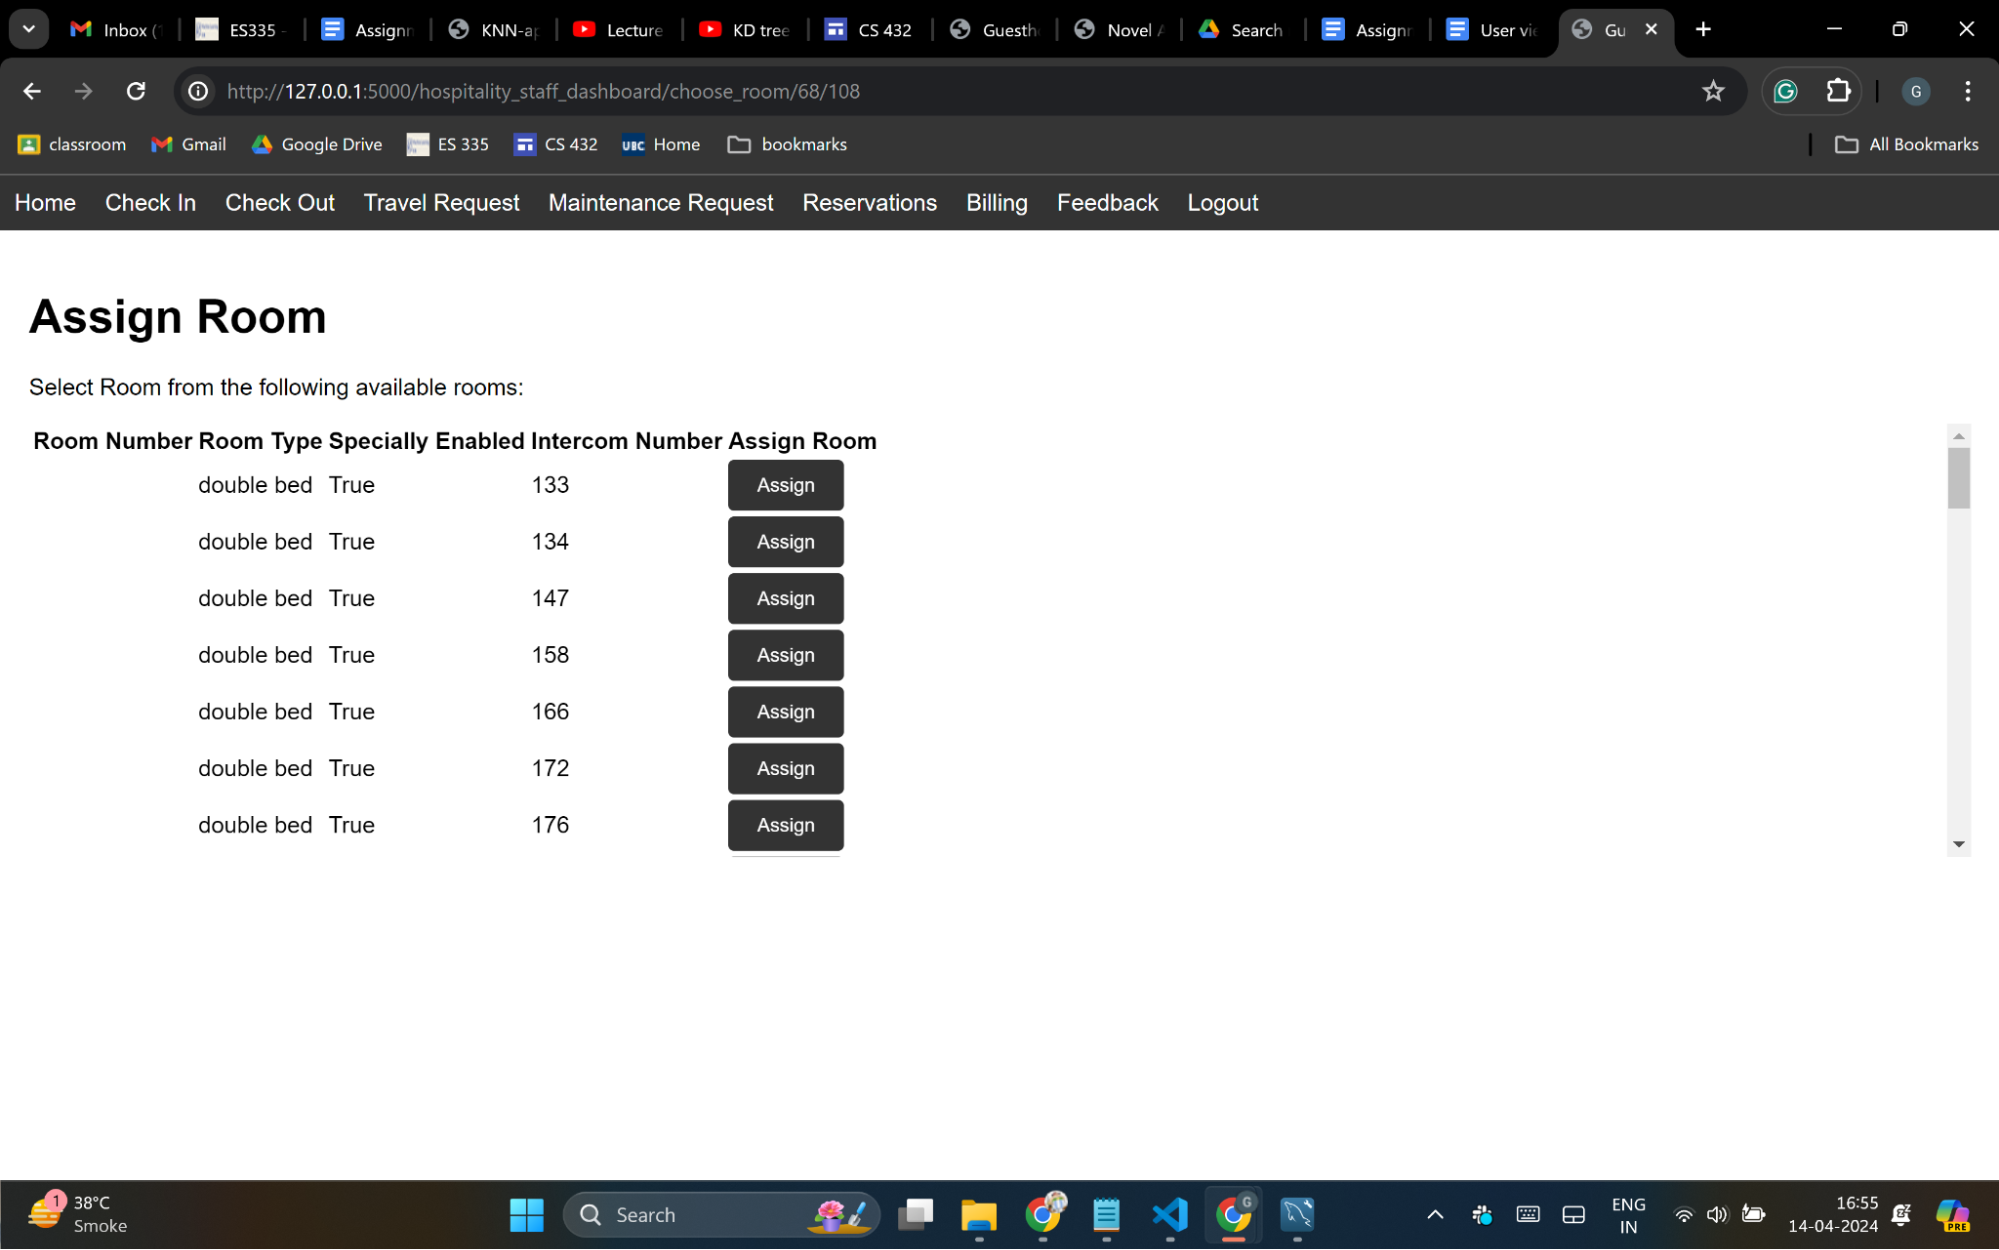 Inbox (
ES335 -
Assignm
KNN-ap
Lecture
KD tree
CS 432
Guesth
Novel A
Search
Assignm
User vie
Gu
http://127.0.0.1:5000/hospitality_staff_dashboard/choose_room/68/108
G
classroom
Gmail
Google Drive
ES 335
CS 432
UBC
Home
bookmarks
All Bookmarks
Home Check In Check Out Travel Request Maintenance Request Reservations Billing Feedback Logout
Assign Room
Select Room from the following available rooms:
Room Number Room Type Specially Enabled Intercom Number Assign Room
double bed True 133 Assign
double bed True 134 Assign
double bed True 147 Assign
double bed True 158 Assign
double bed True 166 Assign
double bed True 172 Assign
double bed True 176 Assign
1
38°C
Smoke
Search
G
ENG
IN
16:55
14-04-2024
PRE